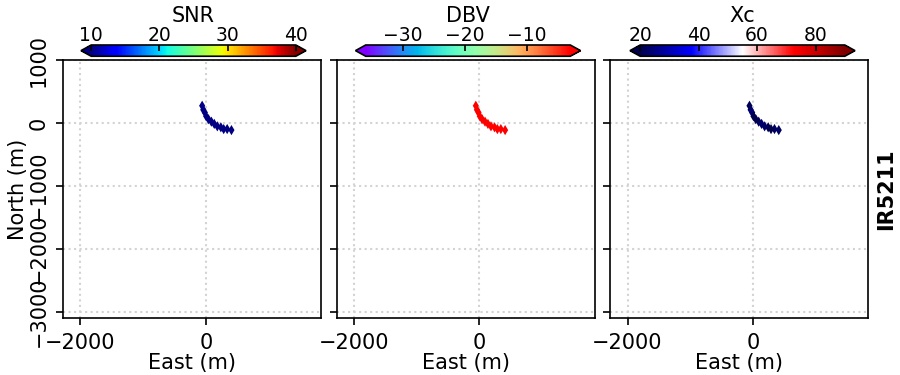 SNR DBV Xc
10 20 30 40 −30 −20 −10 20 40 60 80
North (m)
1000
0
−1000
−2000
−3000
−2000 0 −2000 0 −2000 0
East (m) East (m) East (m)
IR5211